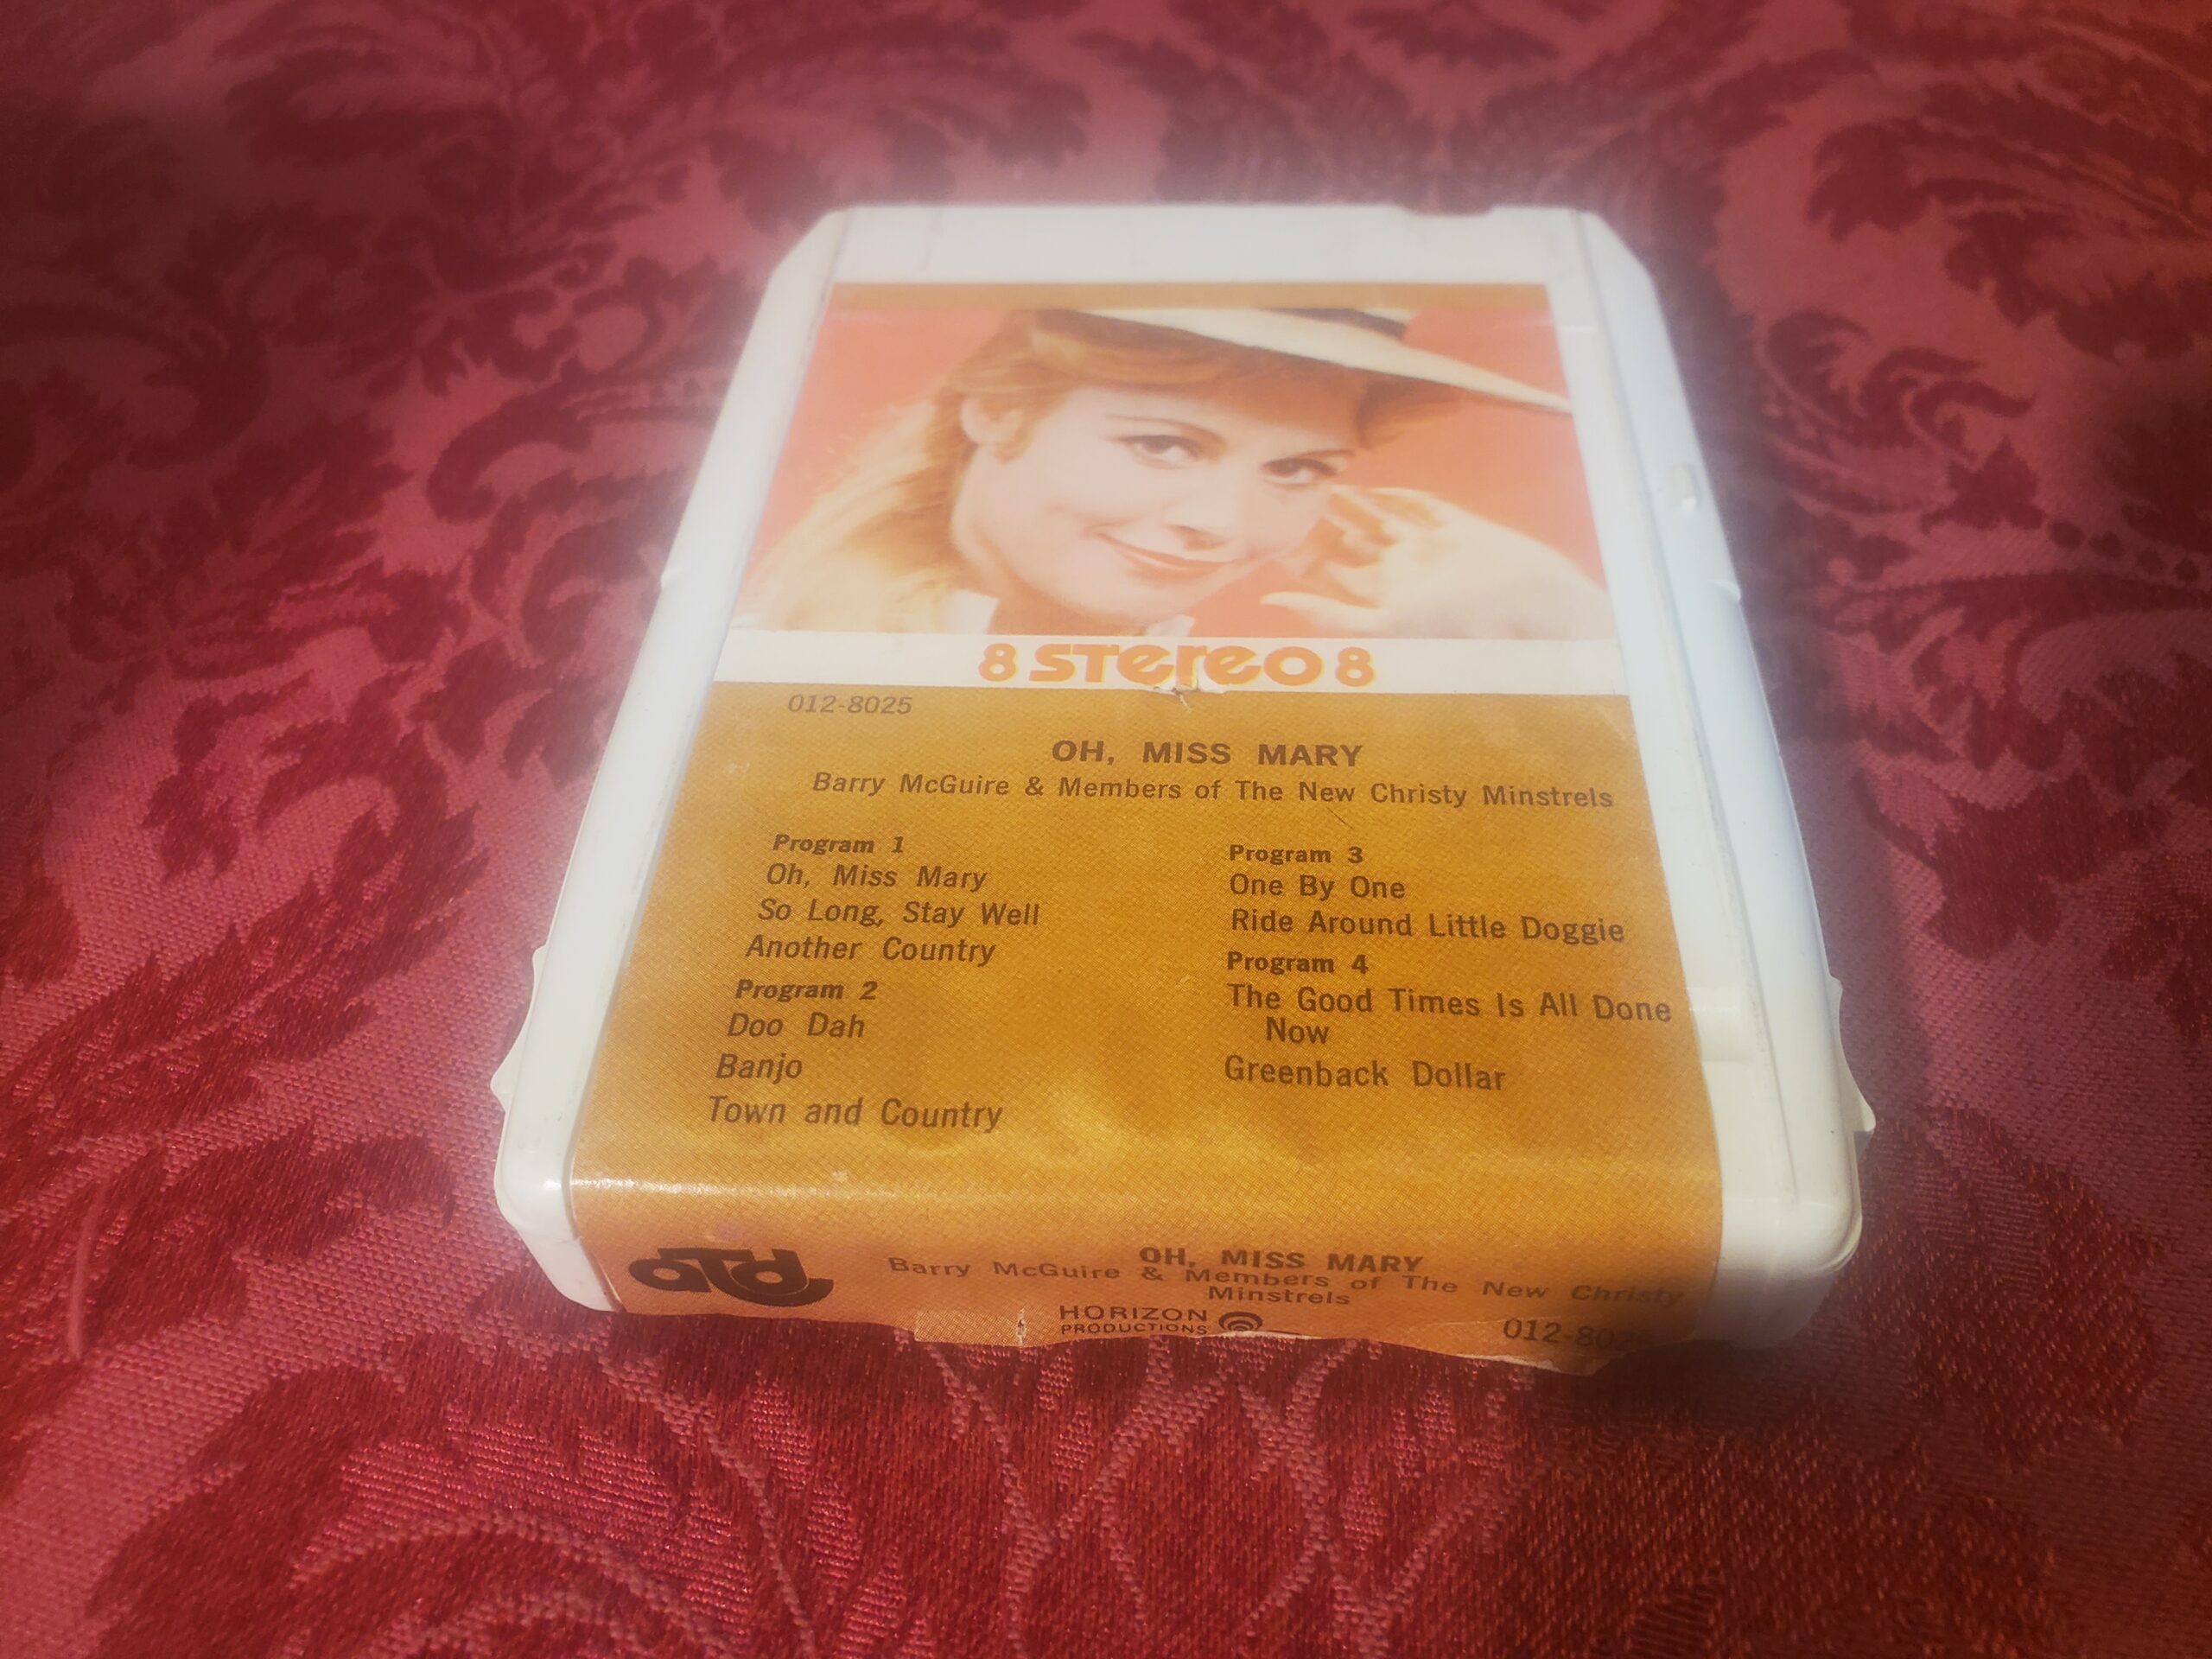 8 stereo 8
012-8025
OH, MISS MARY
Barry McGuire & Members of The New Christy Minstrels
Program 1
Oh, Miss Mary
So Long, Stay Well
Another Country
Program 2
Doo Dah
Banjo
Town and Country
Program 3
One By One
Ride Around Little Doggie
Program 4
The Good Times Is All Done
Now
Greenback Dollar
atd
OH, MISS MARY
Barry McGuire & Members of The New Christy
Minstrels
HORIZON
PRODUCTIONS